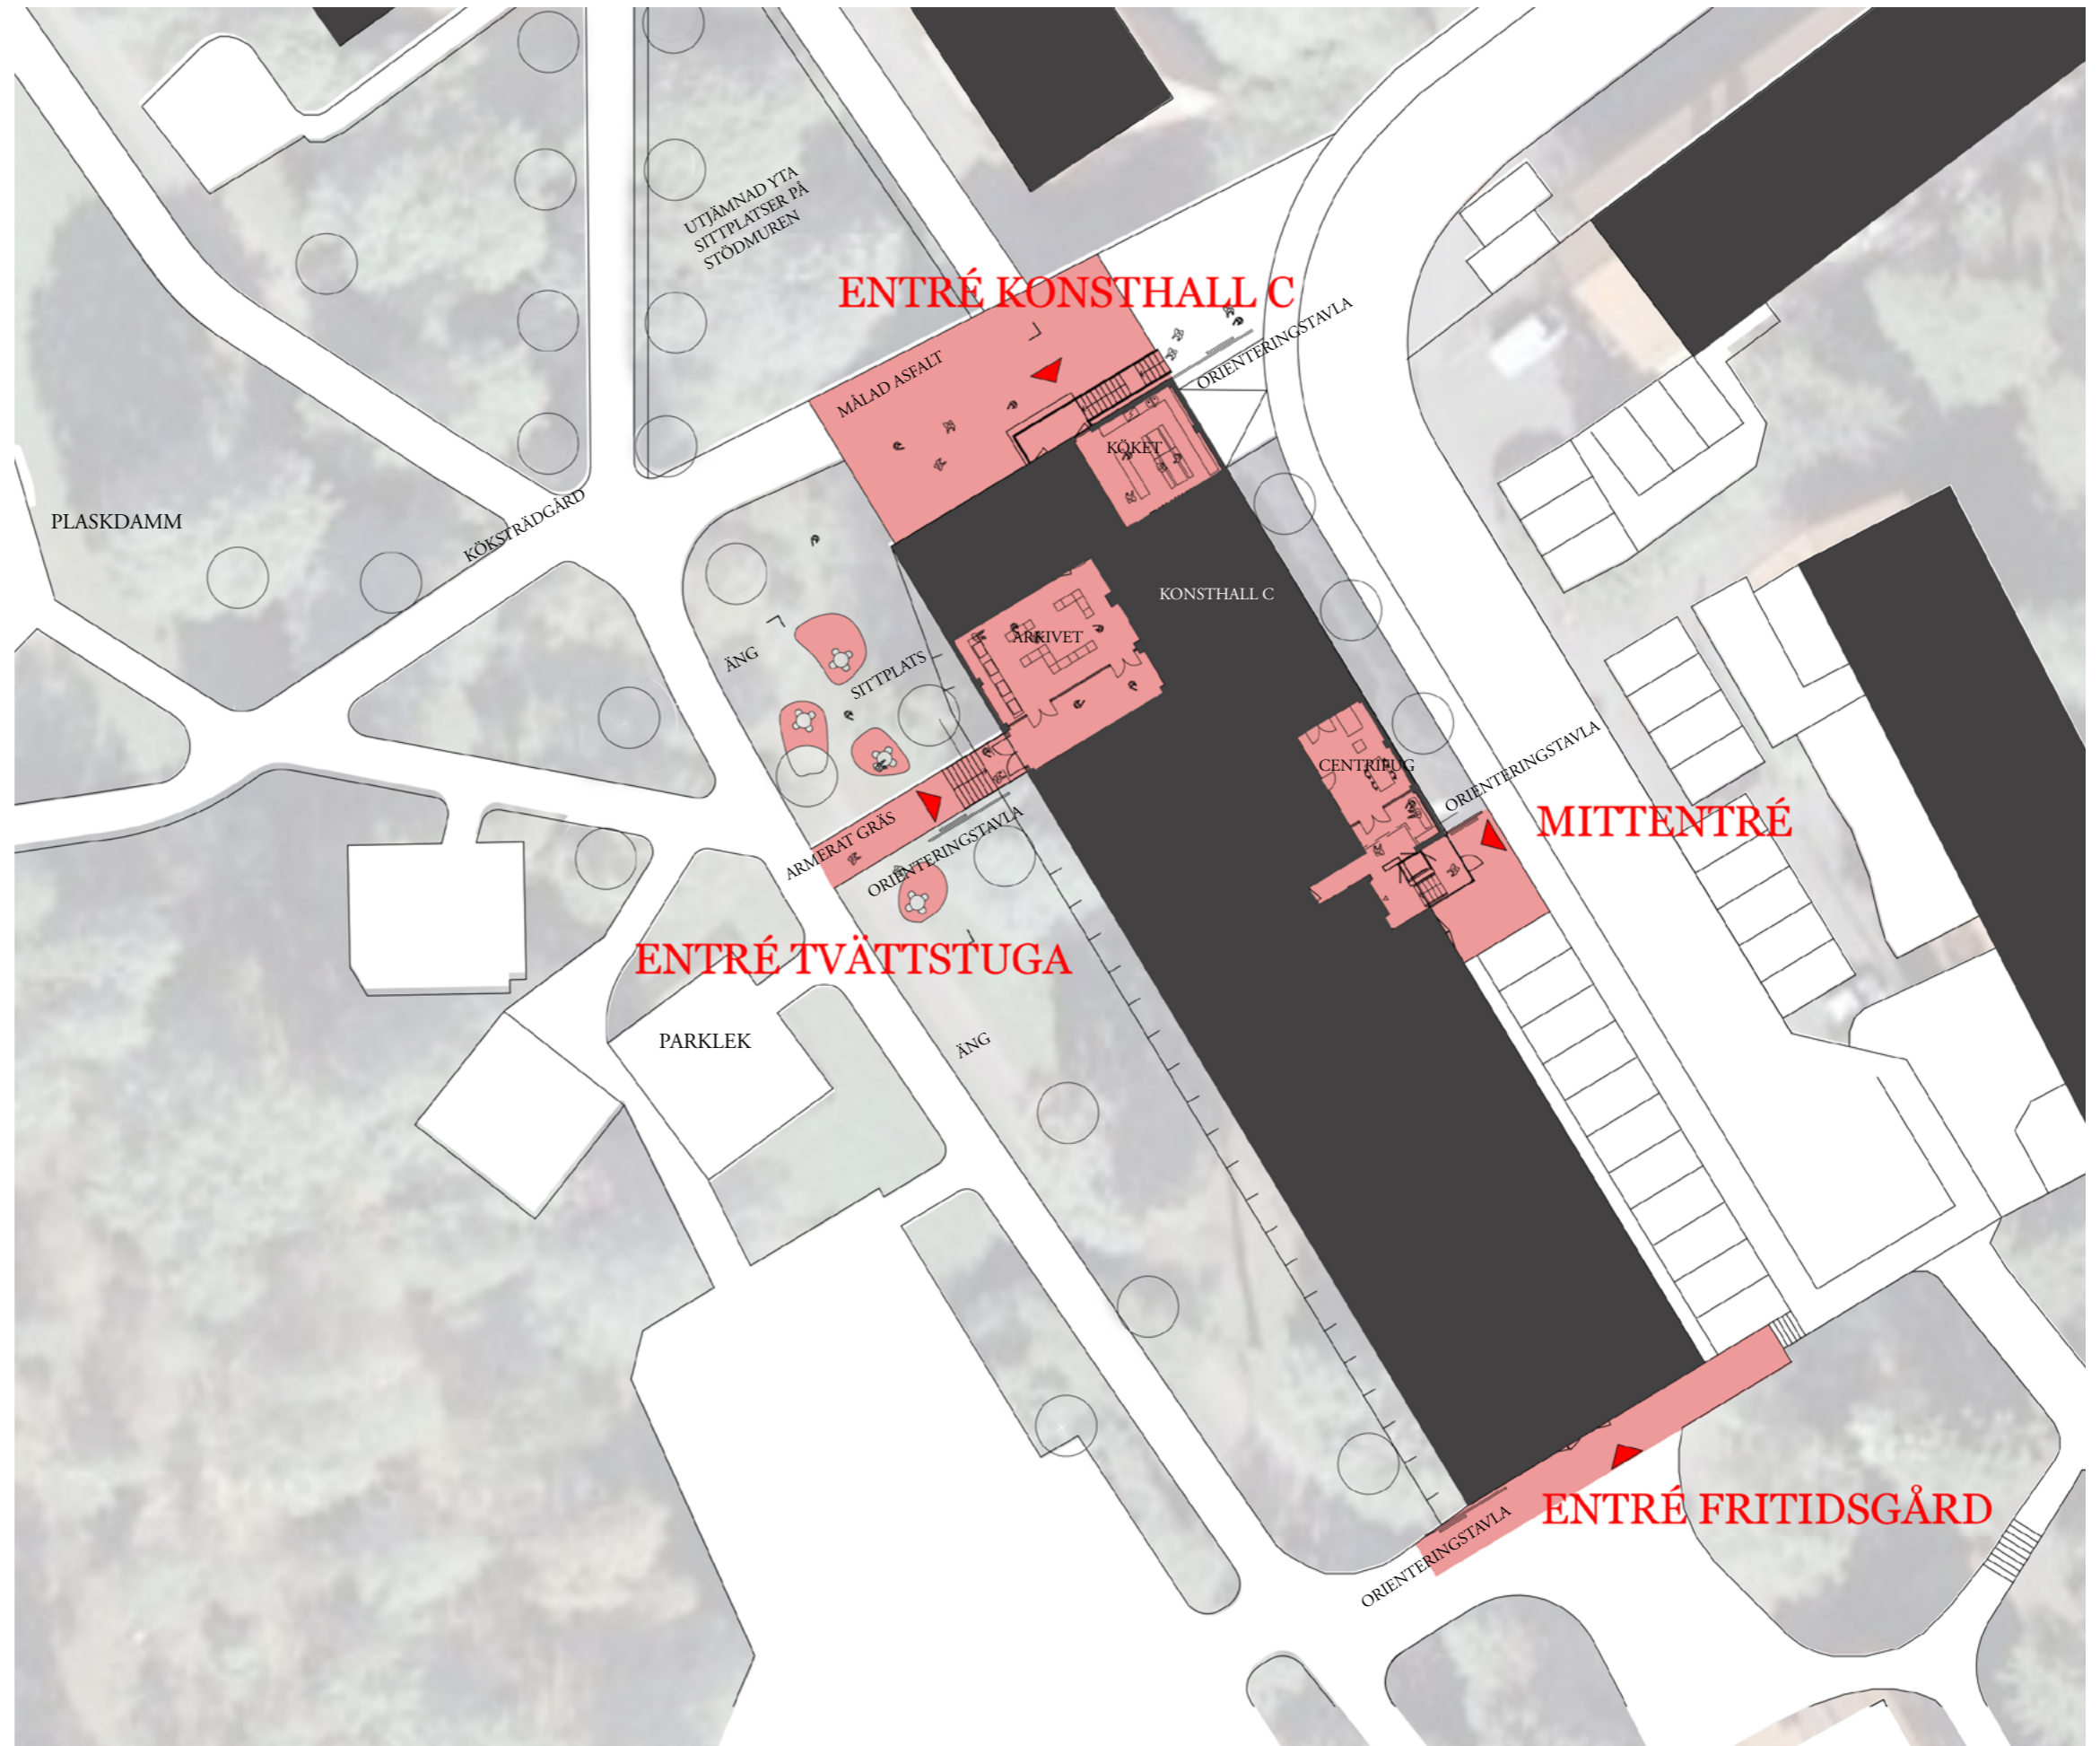 UTJÄMNAD YTA
SITTPLATSER PÅ
STÖDMUREN
ENTRÉ KONSTHALL C
ORIENTERINGSTAVLA
MÅLAD ASFALT
KÖKET
PLASKDAMM
KÖKSTRÄDGÅRD
KONSTHALL C
ARKIVET
ÄNG
SITTPLATS
CENTRIFUG
ORIENTERINGSTAVLA
MITTENTRÉ
ARMERAT GRÄS
ORIENTERINGSTAVLA
ENTRÉ TVÄTTSTUGA
PARKLEK
ÄNG
ENTRÉ FRITIDSGÅRD
ORIENTERINGSTAVLA